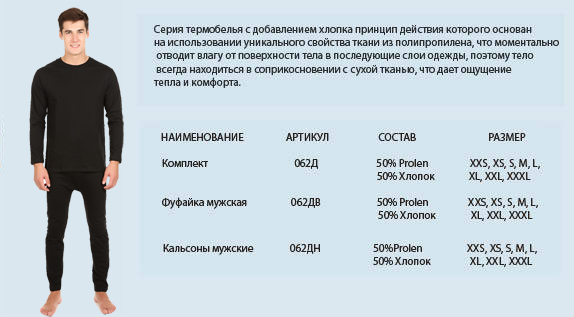 Серия термобелья с добавлением хлопка принцип действия которого основан
на использовании уникального свойства ткани из полипропилена, что моментально
отводит влагу от поверхности тела в последующие слои одежды, поэтому тело
всегда находиться в соприкосновении с сухой тканью, что дает ощущение
тепла и комфорта.
НАИМЕНОВАНИЕ АРТИКУЛ СОСТАВ РАЗМЕР
Комплект 062Д 50% Prolen XXS, XS, S, M, L,
50% Хлопок XL, XXL, XXXL
Фуфайка мужская 062ДВ 50% Prolen XXS, XS, S, M, L,
50% Хлопок XL, XXL, XXXL
Кальсоны мужские 062ДН 50%Prolen XXS, XS, S, M, L,
50% Хлопок XL, XXL, XXXL